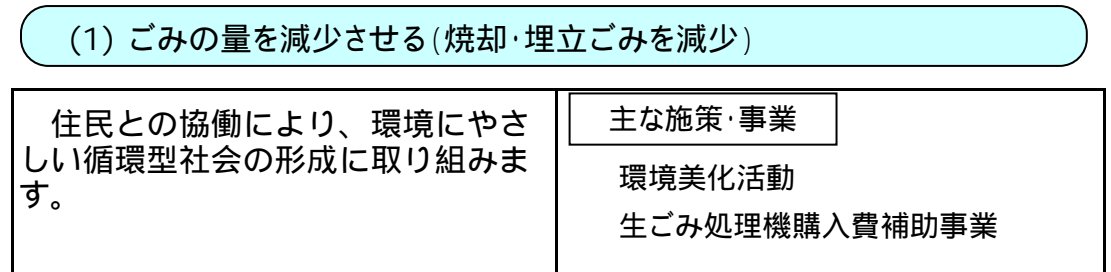 (1) ごみの量を減少させる(焼却・埋立ごみを減少)
　住民との協働により、環境にやさ
しい循環型社会の形成に取り組みま
す。
主な施策・事業
環境美化活動
生ごみ処理機購入費補助事業